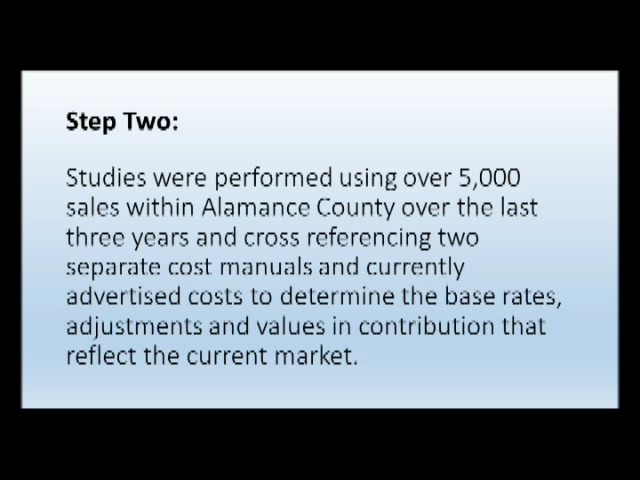 Step Two:
Studies were performed using over 5,000
sales within Alamance County over the last
three years and cross referencing two
separate cost manuals and currently
advertised costs to determine the base rates,
adjustments and values in contribution that
reflect the current market.